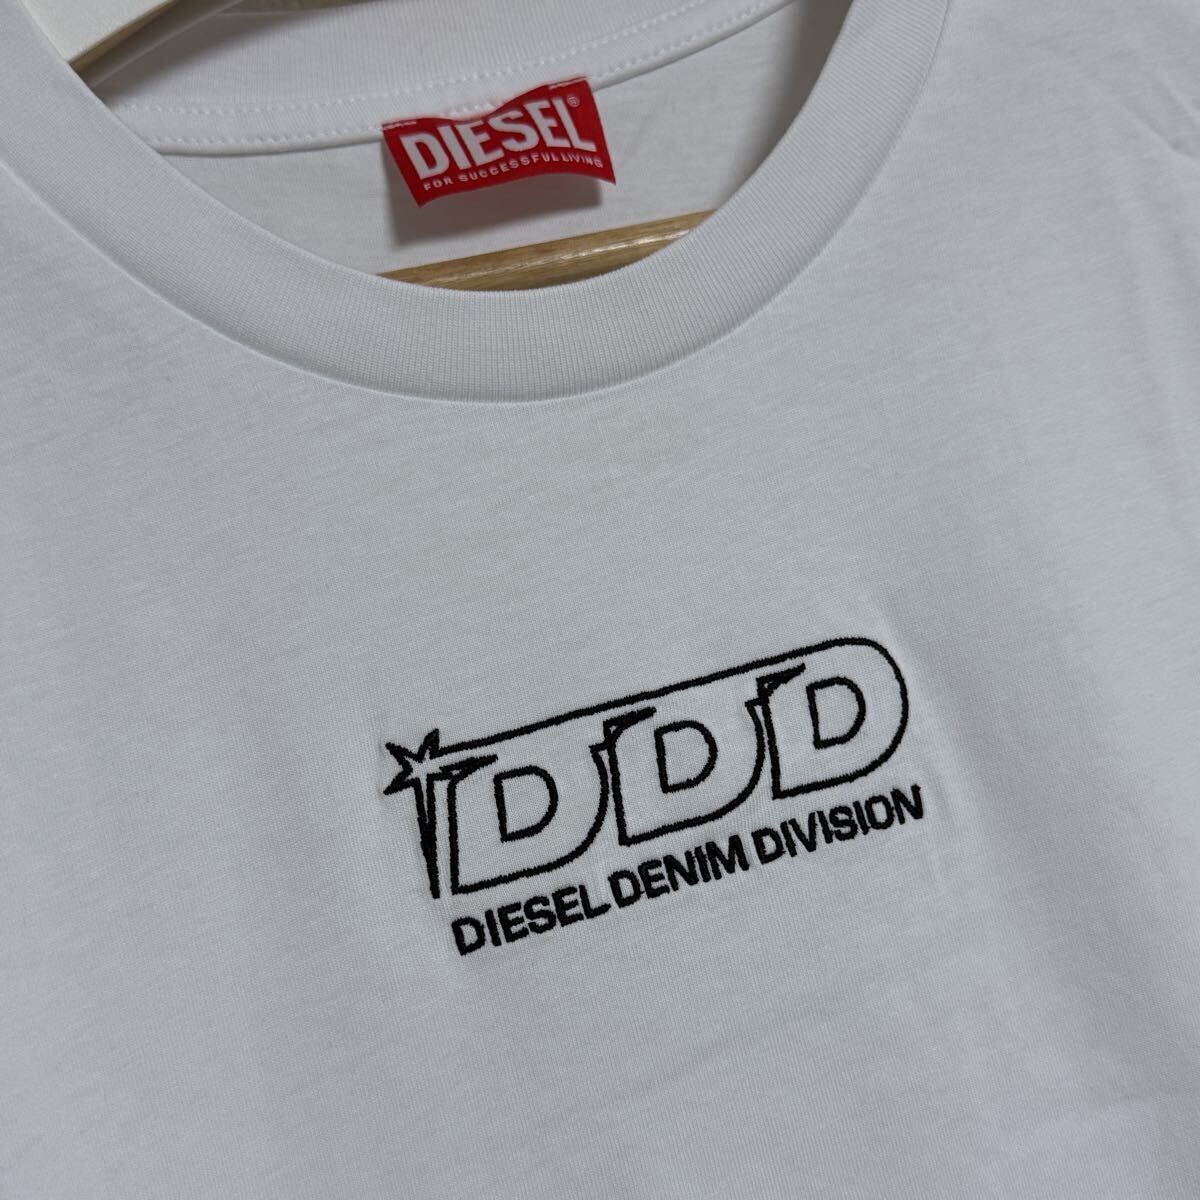 DIESEL®
FOR SUCCESSFUL LIVING
DDD
DIESEL DENIM DIVISION